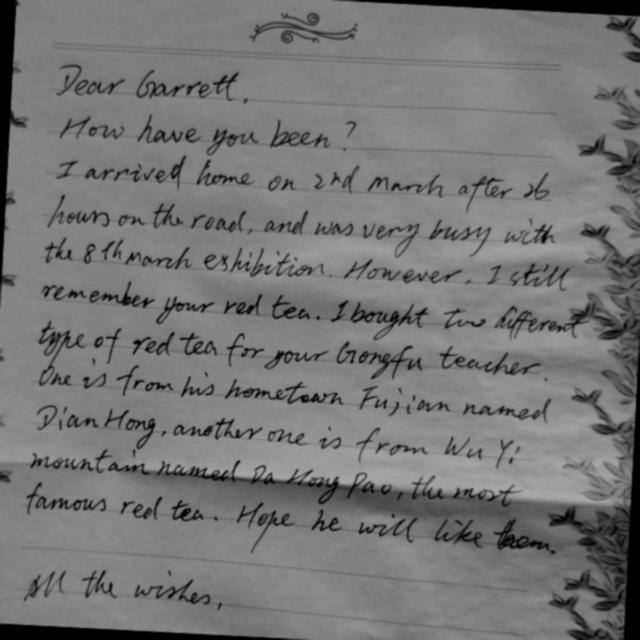 Dear Garrett,
How have you been?
I arrived home on 2nd March after 26
hours on the road, and was very busy with
the 8th march exhibition. However, I still
remember your red tea. I bought two different
type of red tea for your Gongfu teacher.
One is from his hometown Fujian named
Dian Hong, another one is from Wu Yi
mountain named Da Hong Pao, the most
famous red tea. Hope he will like them.
All the wishes,